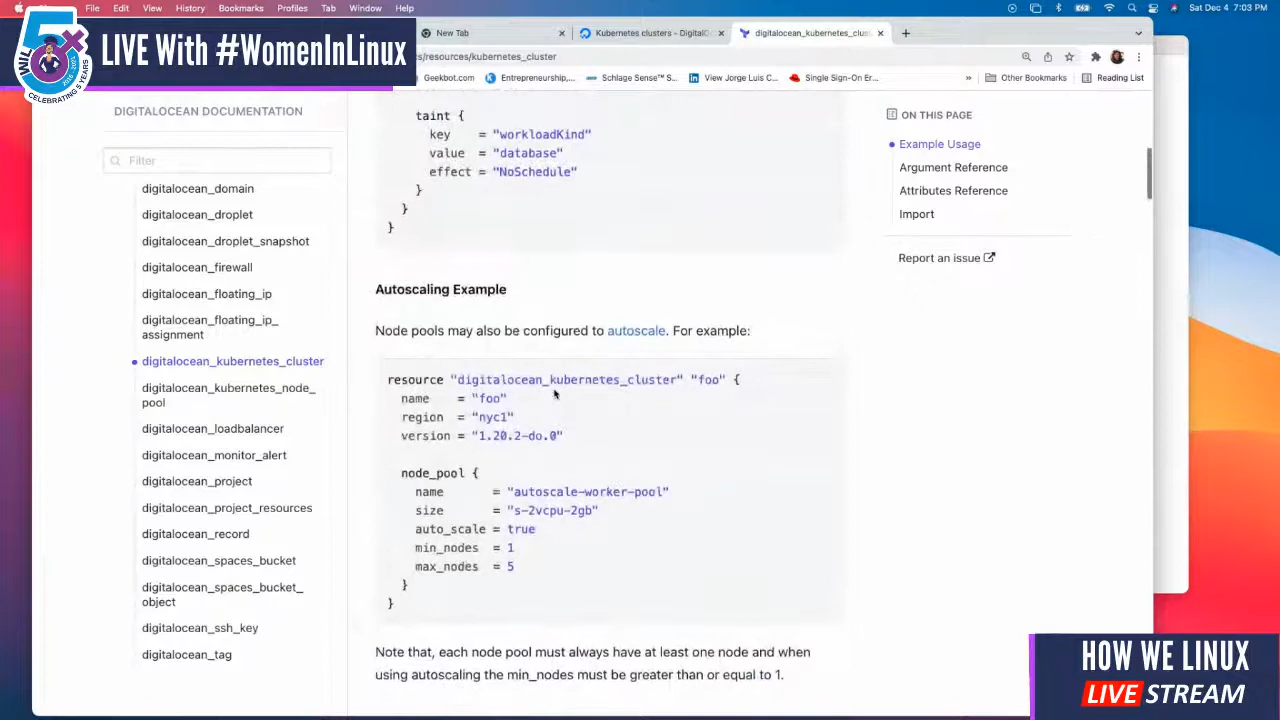 File Edit View History Bookmarks Profiles Tab Window Help
Sat Dec 4 7:03 PM
5X
WIL
2016-2021
CELEBRATING 5 YEARS
LIVE With #WomenInLinux
New Tab
Kubernetes clusters - DigitalO
digitalocean_kubernetes_clust
s/resources/kubernetes_cluster
Geekbot.com
Entrepreneurship,...
Schlage Sense™ S...
View Jorge Luis C...
Single Sign-On Er...
»
Other Bookmarks
Reading List
DIGITALOCEAN DOCUMENTATION
Filter
digitalocean_domain
digitalocean_droplet
digitalocean_droplet_snapshot
digitalocean_firewall
digitalocean_floating_ip
digitalocean_floating_ip_
assignment
digitalocean_kubernetes_cluster
digitalocean_kubernetes_node_
pool
digitalocean_loadbalancer
digitalocean_monitor_alert
digitalocean_project
digitalocean_project_resources
digitalocean_record
digitalocean_spaces_bucket
digitalocean_spaces_bucket_
object
digitalocean_ssh_key
digitalocean_tag
taint {
key = "workloadKind"
value = "database"
effect = "NoSchedule"
}
}
}
Autoscaling Example
Node pools may also be configured to autoscale. For example:
resource "digitalocean_kubernetes_cluster" "foo" {
name = "foo"
region = "nyc1"
version = "1.20.2-do.0"
node_pool {
name = "autoscale-worker-pool"
size = "s-2vcpu-2gb"
auto_scale = true
min_nodes = 1
max_nodes = 5
}
}
Note that, each node pool must always have at least one node and when
using autoscaling the min_nodes must be greater than or equal to 1.
ON THIS PAGE
Example Usage
Argument Reference
Attributes Reference
Import
Report an issue
HOW WE LINUX
LIVE STREAM